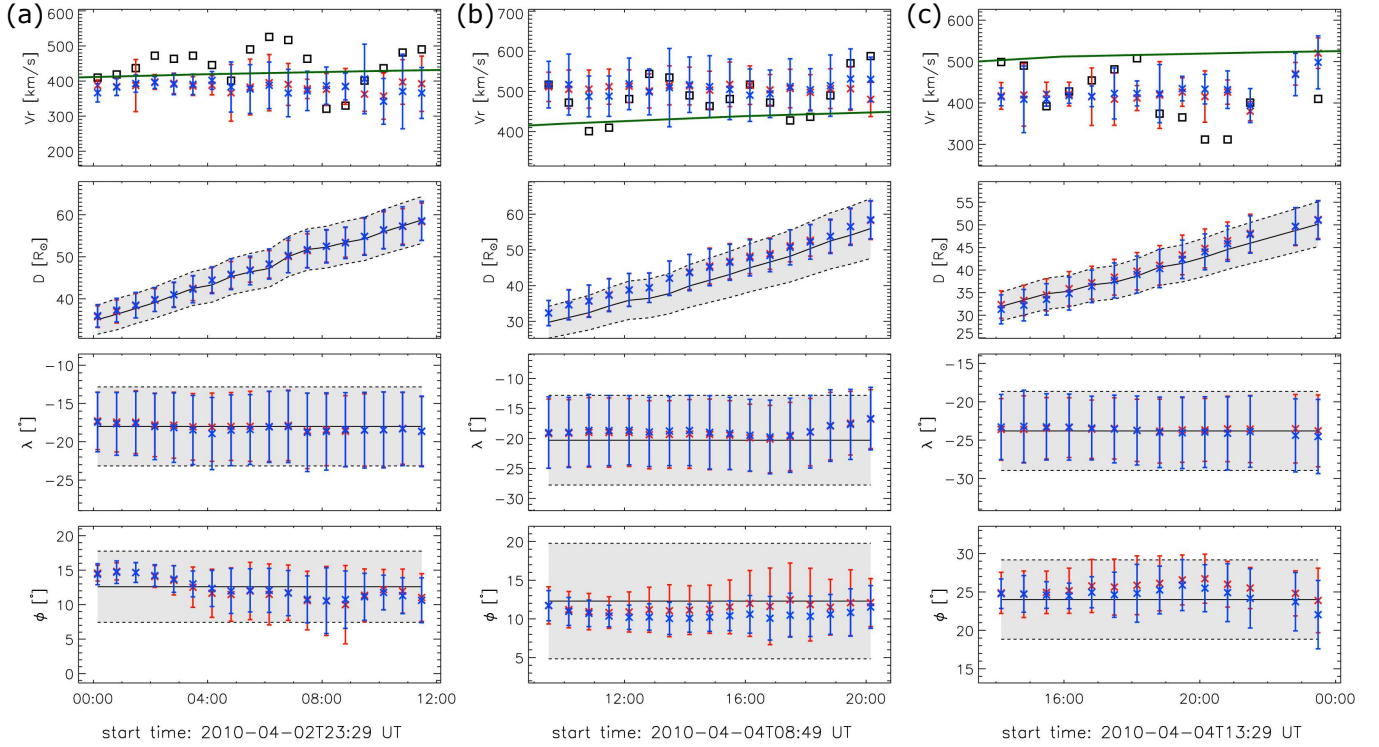 (a) (b) (c)
Vr [km/s] 600 500 400 300 200
Vr [km/s] 700 600 500 400
Vr [km/s] 600 500 400 300
D [R⊙] 60 50 40
D [R⊙] 60 50 40 30
D [R⊙] 55 50 45 40 35 30 25
λ [°] −10 −15 −20 −25
λ [°] −10 −15 −20 −25 −30
λ [°] −15 −20 −25 −30
φ [°] 20 15 10 5 0
φ [°] 20 15 10 5
φ [°] 30 25 20 15
00:00 04:00 08:00 12:00
12:00 16:00 20:00
16:00 20:00 00:00
start time: 2010−04−02T23:29 UT
start time: 2010−04−04T08:49 UT
start time: 2010−04−04T13:29 UT